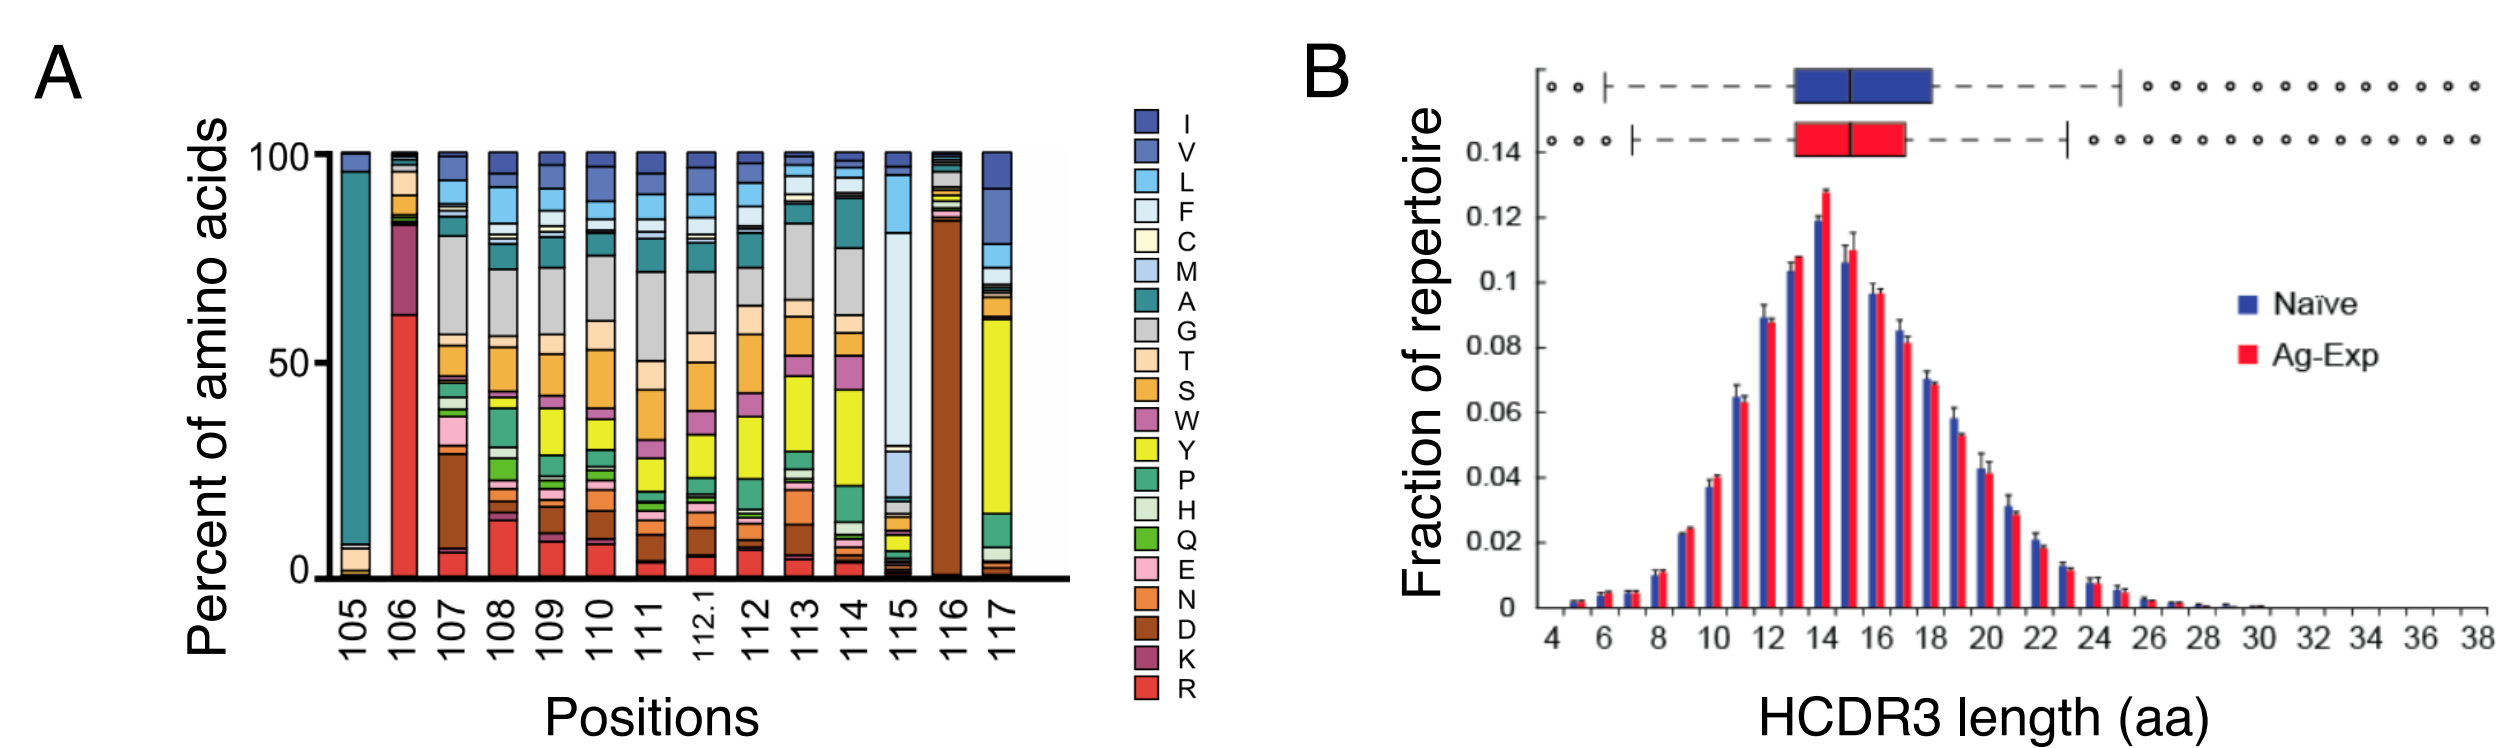 A
Percent of amino acids
100
50
0
105 106 107 108 109 110 111 112.1 112 113 114 115 116 117
Positions
I
V
L
F
C
M
A
G
T
S
W
Y
P
H
Q
E
N
D
K
R
B
Fraction of repertoire
0.14
0.12
0.1
0.08
0.06
0.04
0.02
0
Naïve
Ag-Exp
4 6 8 10 12 14 16 18 20 22 24 26 28 30 32 34 36 38
HCDR3 length (aa)